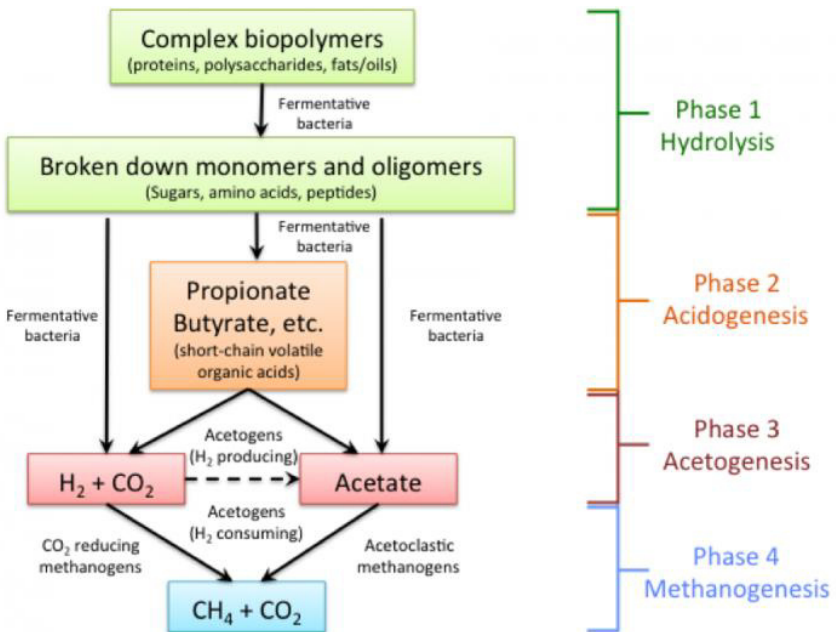 Complex biopolymers
(proteins, polysaccharides, fats/oils)
Fermentative
bacteria
Phase 1
Hydrolysis
Broken down monomers and oligomers
(Sugars, amino acids, peptides)
Fermentative
bacteria
Propionate
Butyrate, etc.
(short-chain volatile
organic acids)
Fermentative
bacteria
Fermentative
bacteria
Phase 2
Acidogenesis
Acetogens
(H₂ producing)
H₂ + CO₂
Acetate
Phase 3
Acetogenesis
Acetogens
(H₂ consuming)
CO₂ reducing
methanogens
Acetoclastic
methanogens
CH₄ + CO₂
Phase 4
Methanogenesis